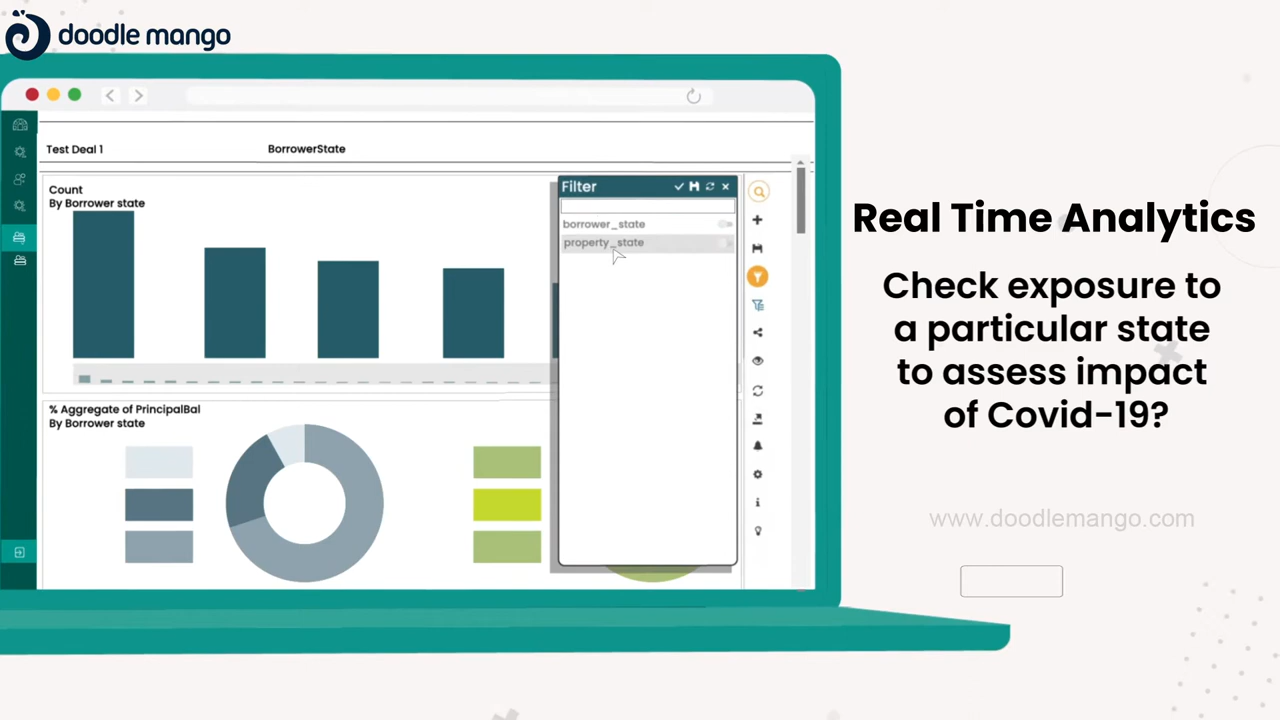 doodle mango
Test Deal 1
BorrowerState
Count
By Borrower state
Filter
borrower_state
property_state
% Aggregate of PrincipalBal
By Borrower state
Real Time Analytics
Check exposure to
a particular state
to assess impact
of Covid-19?
www.doodlemango.com